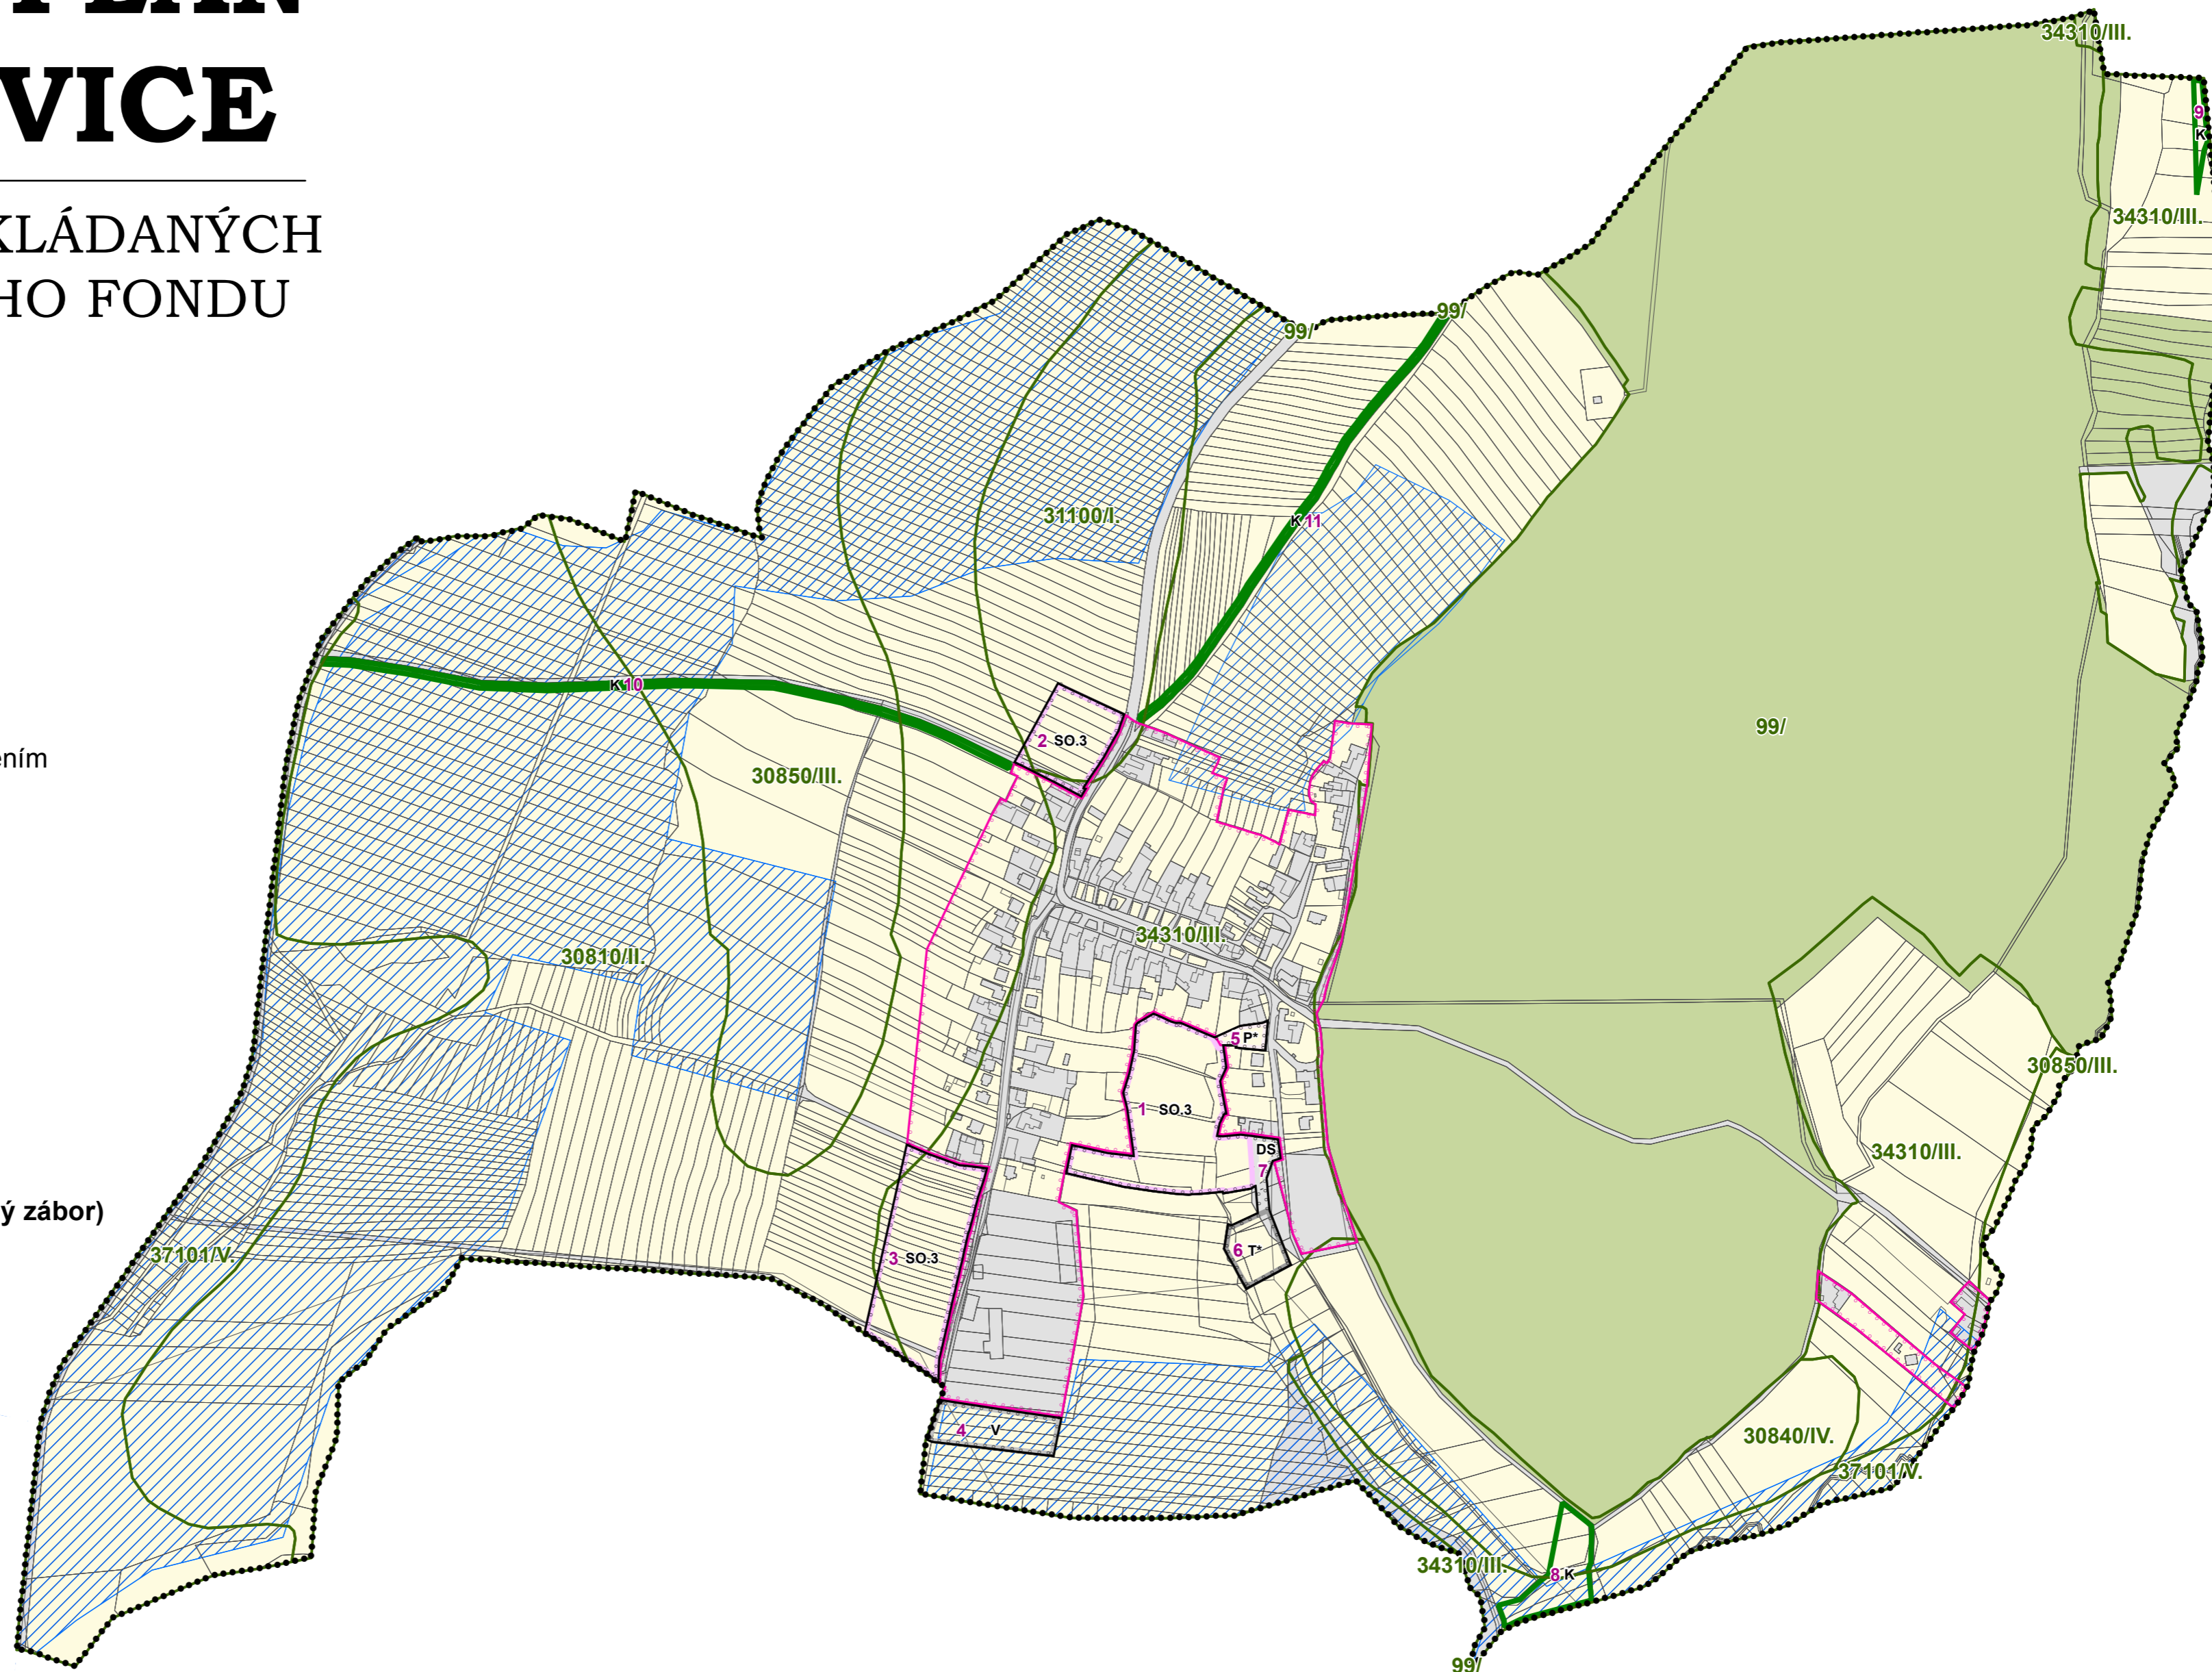 PLAN
VICE
KLÁDANÝCH
HO FONDU
ením
ý zábor)
34310/III.
9
K
34310/III.
99/
99/
31100/I.
K 11
K 10
2 SO.3
99/
30850/III.
34310/III.
30810/II.
5 P*
30850/III.
1 SO.3
DS
7
34310/III.
6 T*
37101/V.
3 SO.3
4 V
30840/IV.
37101/V.
34310/III.
8 K
99/